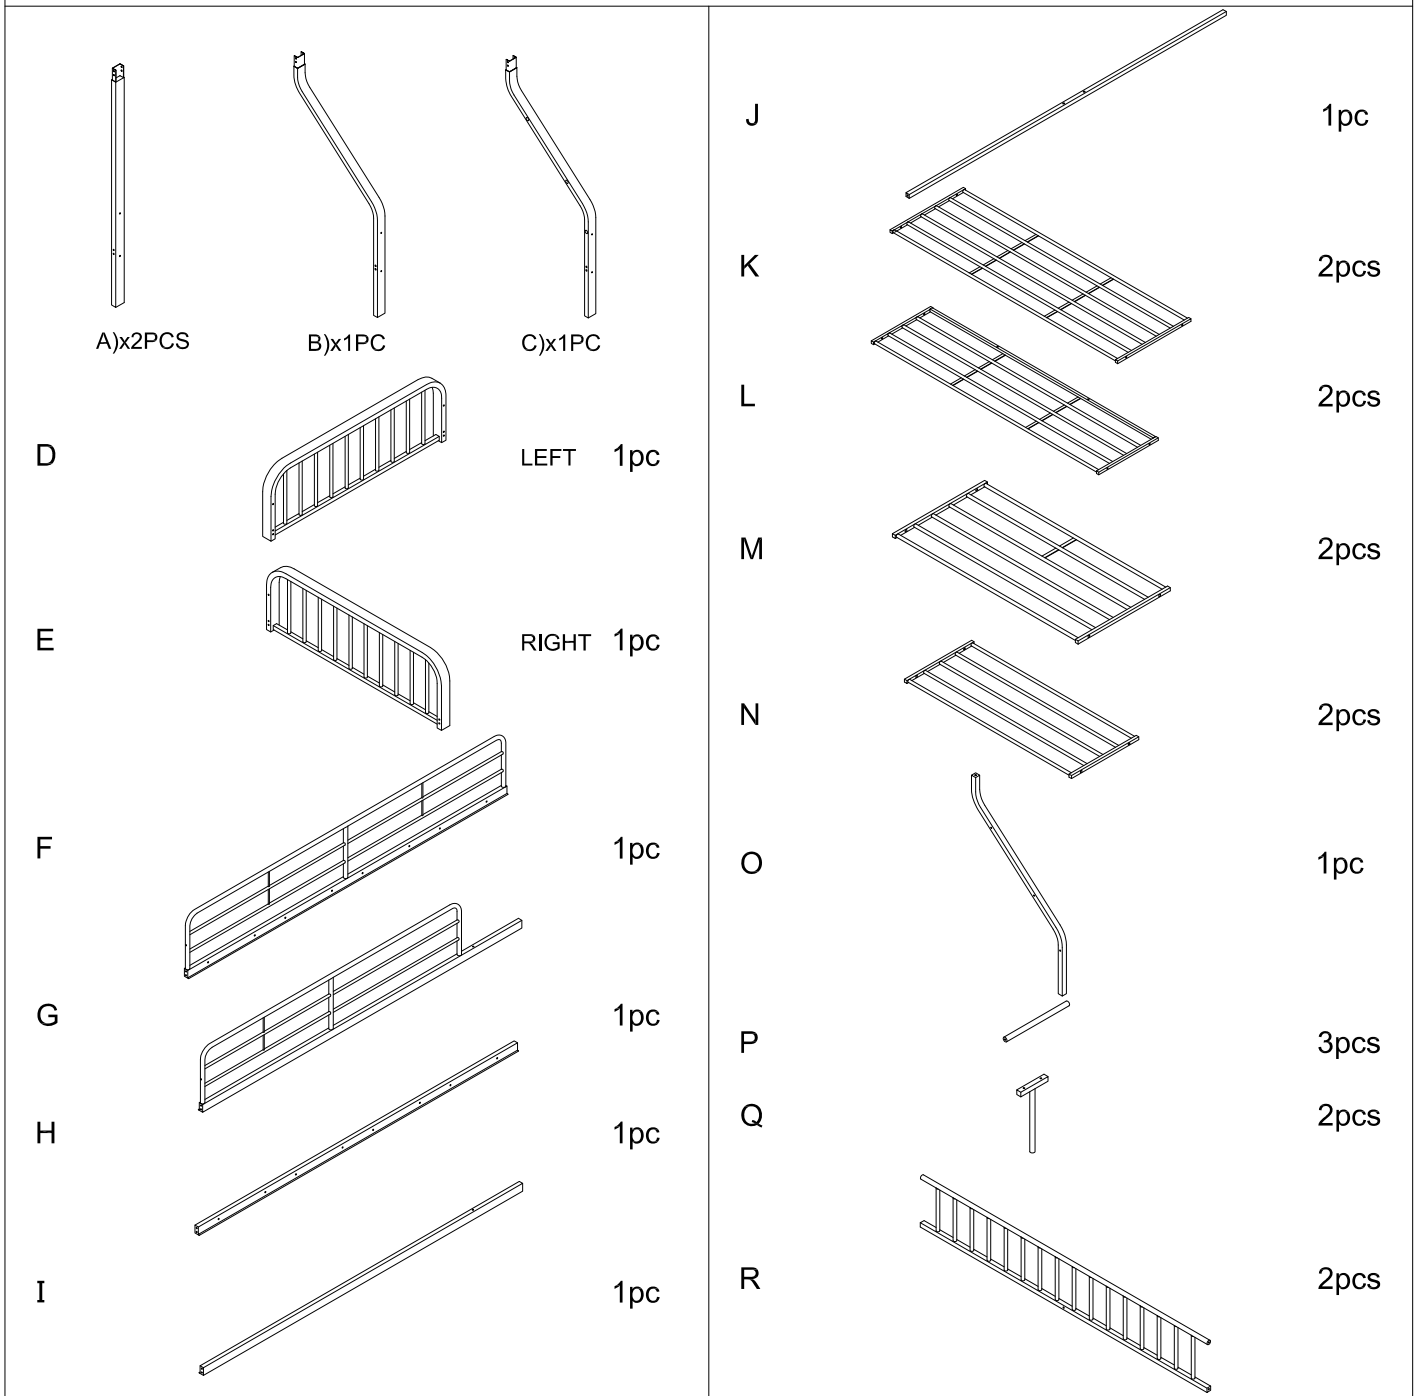 A)x2PCS B)x1PC C)x1PC
D LEFT 1pc
E RIGHT 1pc
F 1pc
G 1pc
H 1pc
I 1pc
J 1pc
K 2pcs
L 2pcs
M 2pcs
N 2pcs
O 1pc
P 3pcs
Q 2pcs
R 2pcs